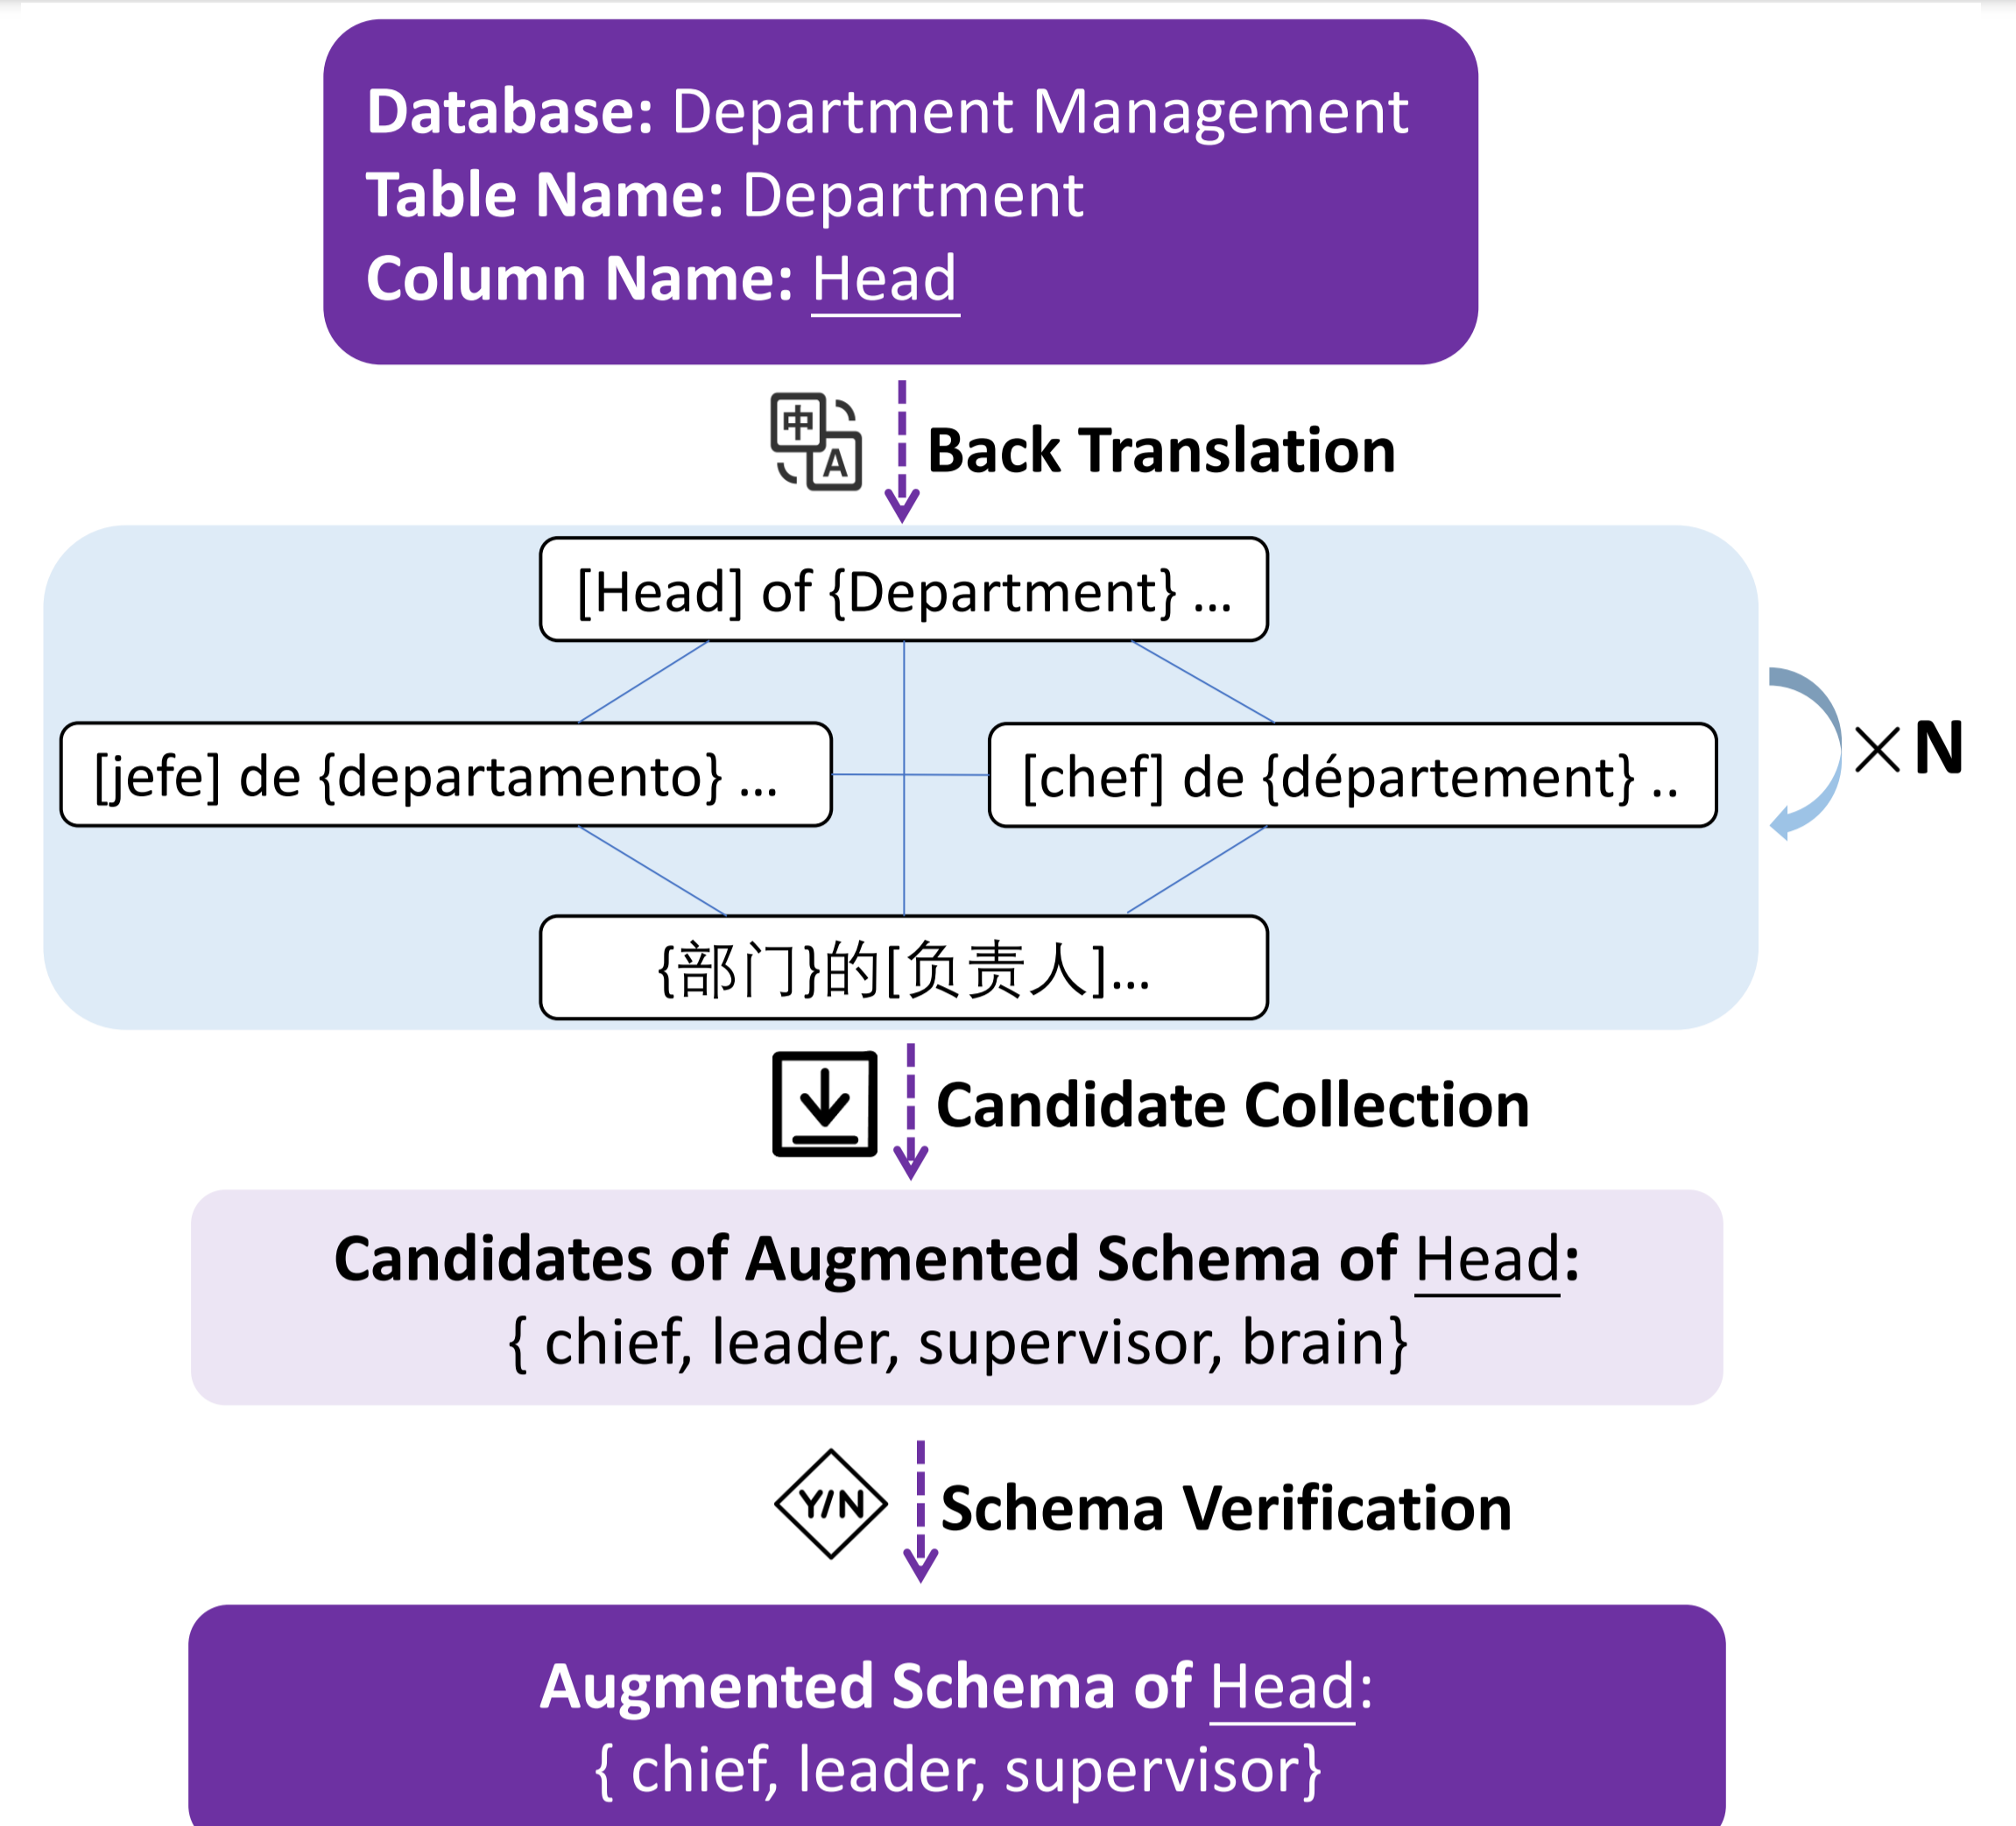 Database: Department Management
Table Name: Department
Column Name: Head
中
A
Back Translation
[Head] of {Department} ...
[jefe] de {departamento} ...
[chef] de {département} ..
× N
{部门}的[负责人]...
Candidate Collection
Candidates of Augmented Schema of Head:
{ chief, leader, supervisor, brain}
Y/N
Schema Verification
Augmented Schema of Head:
{ chief, leader, supervisor}